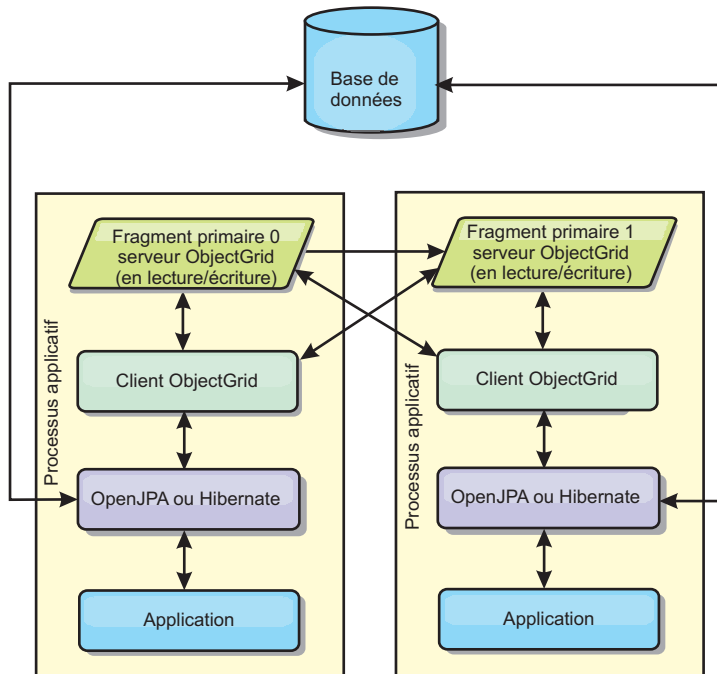 Base de
données
Fragment primaire 0
serveur ObjectGrid
(en lecture/écriture)
Client ObjectGrid
OpenJPA ou Hibernate
Application
Processus applicatif
Fragment primaire 1
serveur ObjectGrid
(en lecture/écriture)
Client ObjectGrid
OpenJPA ou Hibernate
Application
Processus applicatif